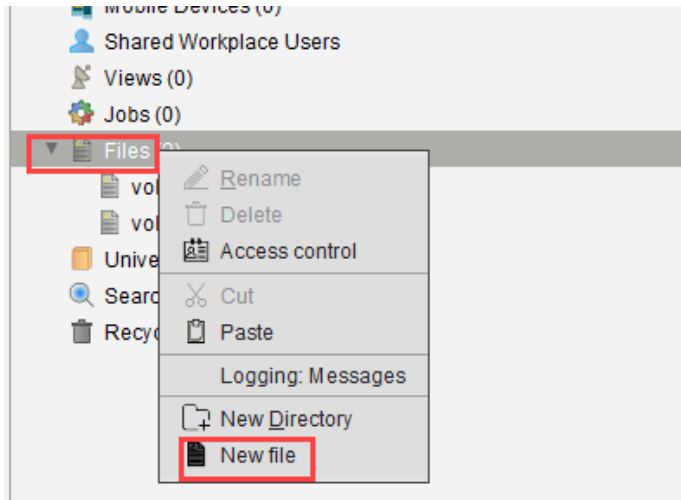 Mobile Devices (0)
Shared Workplace Users
Views (0)
Jobs (0)
Files
Rename
vol
Delete
vol
Access control
Unive
Searc
Cut
Recyc
Paste
Logging: Messages
New Directory
New file